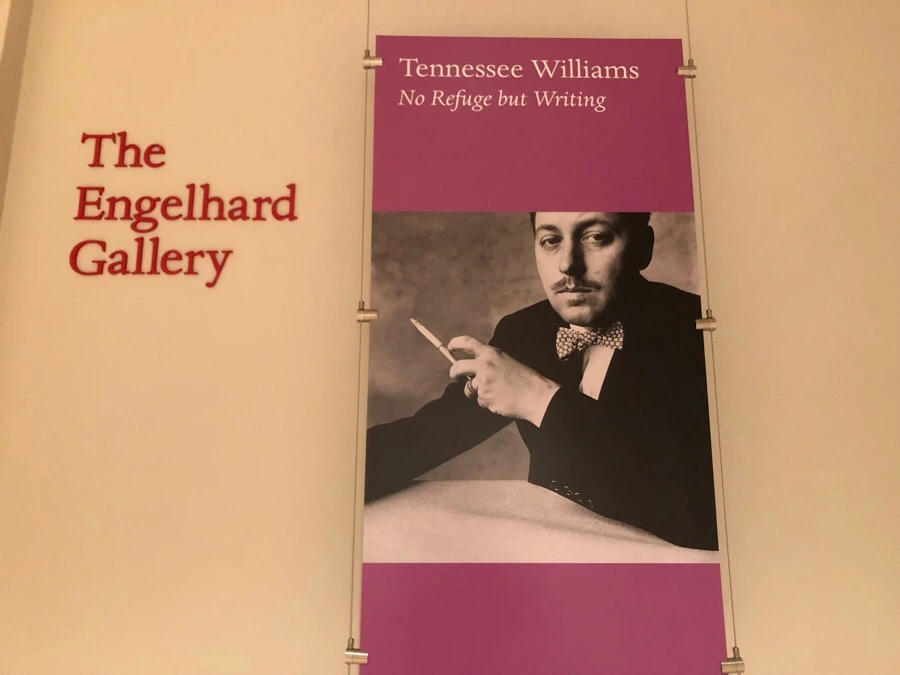 The
Engelhard
Gallery
Tennessee Williams
No Refuge but Writing